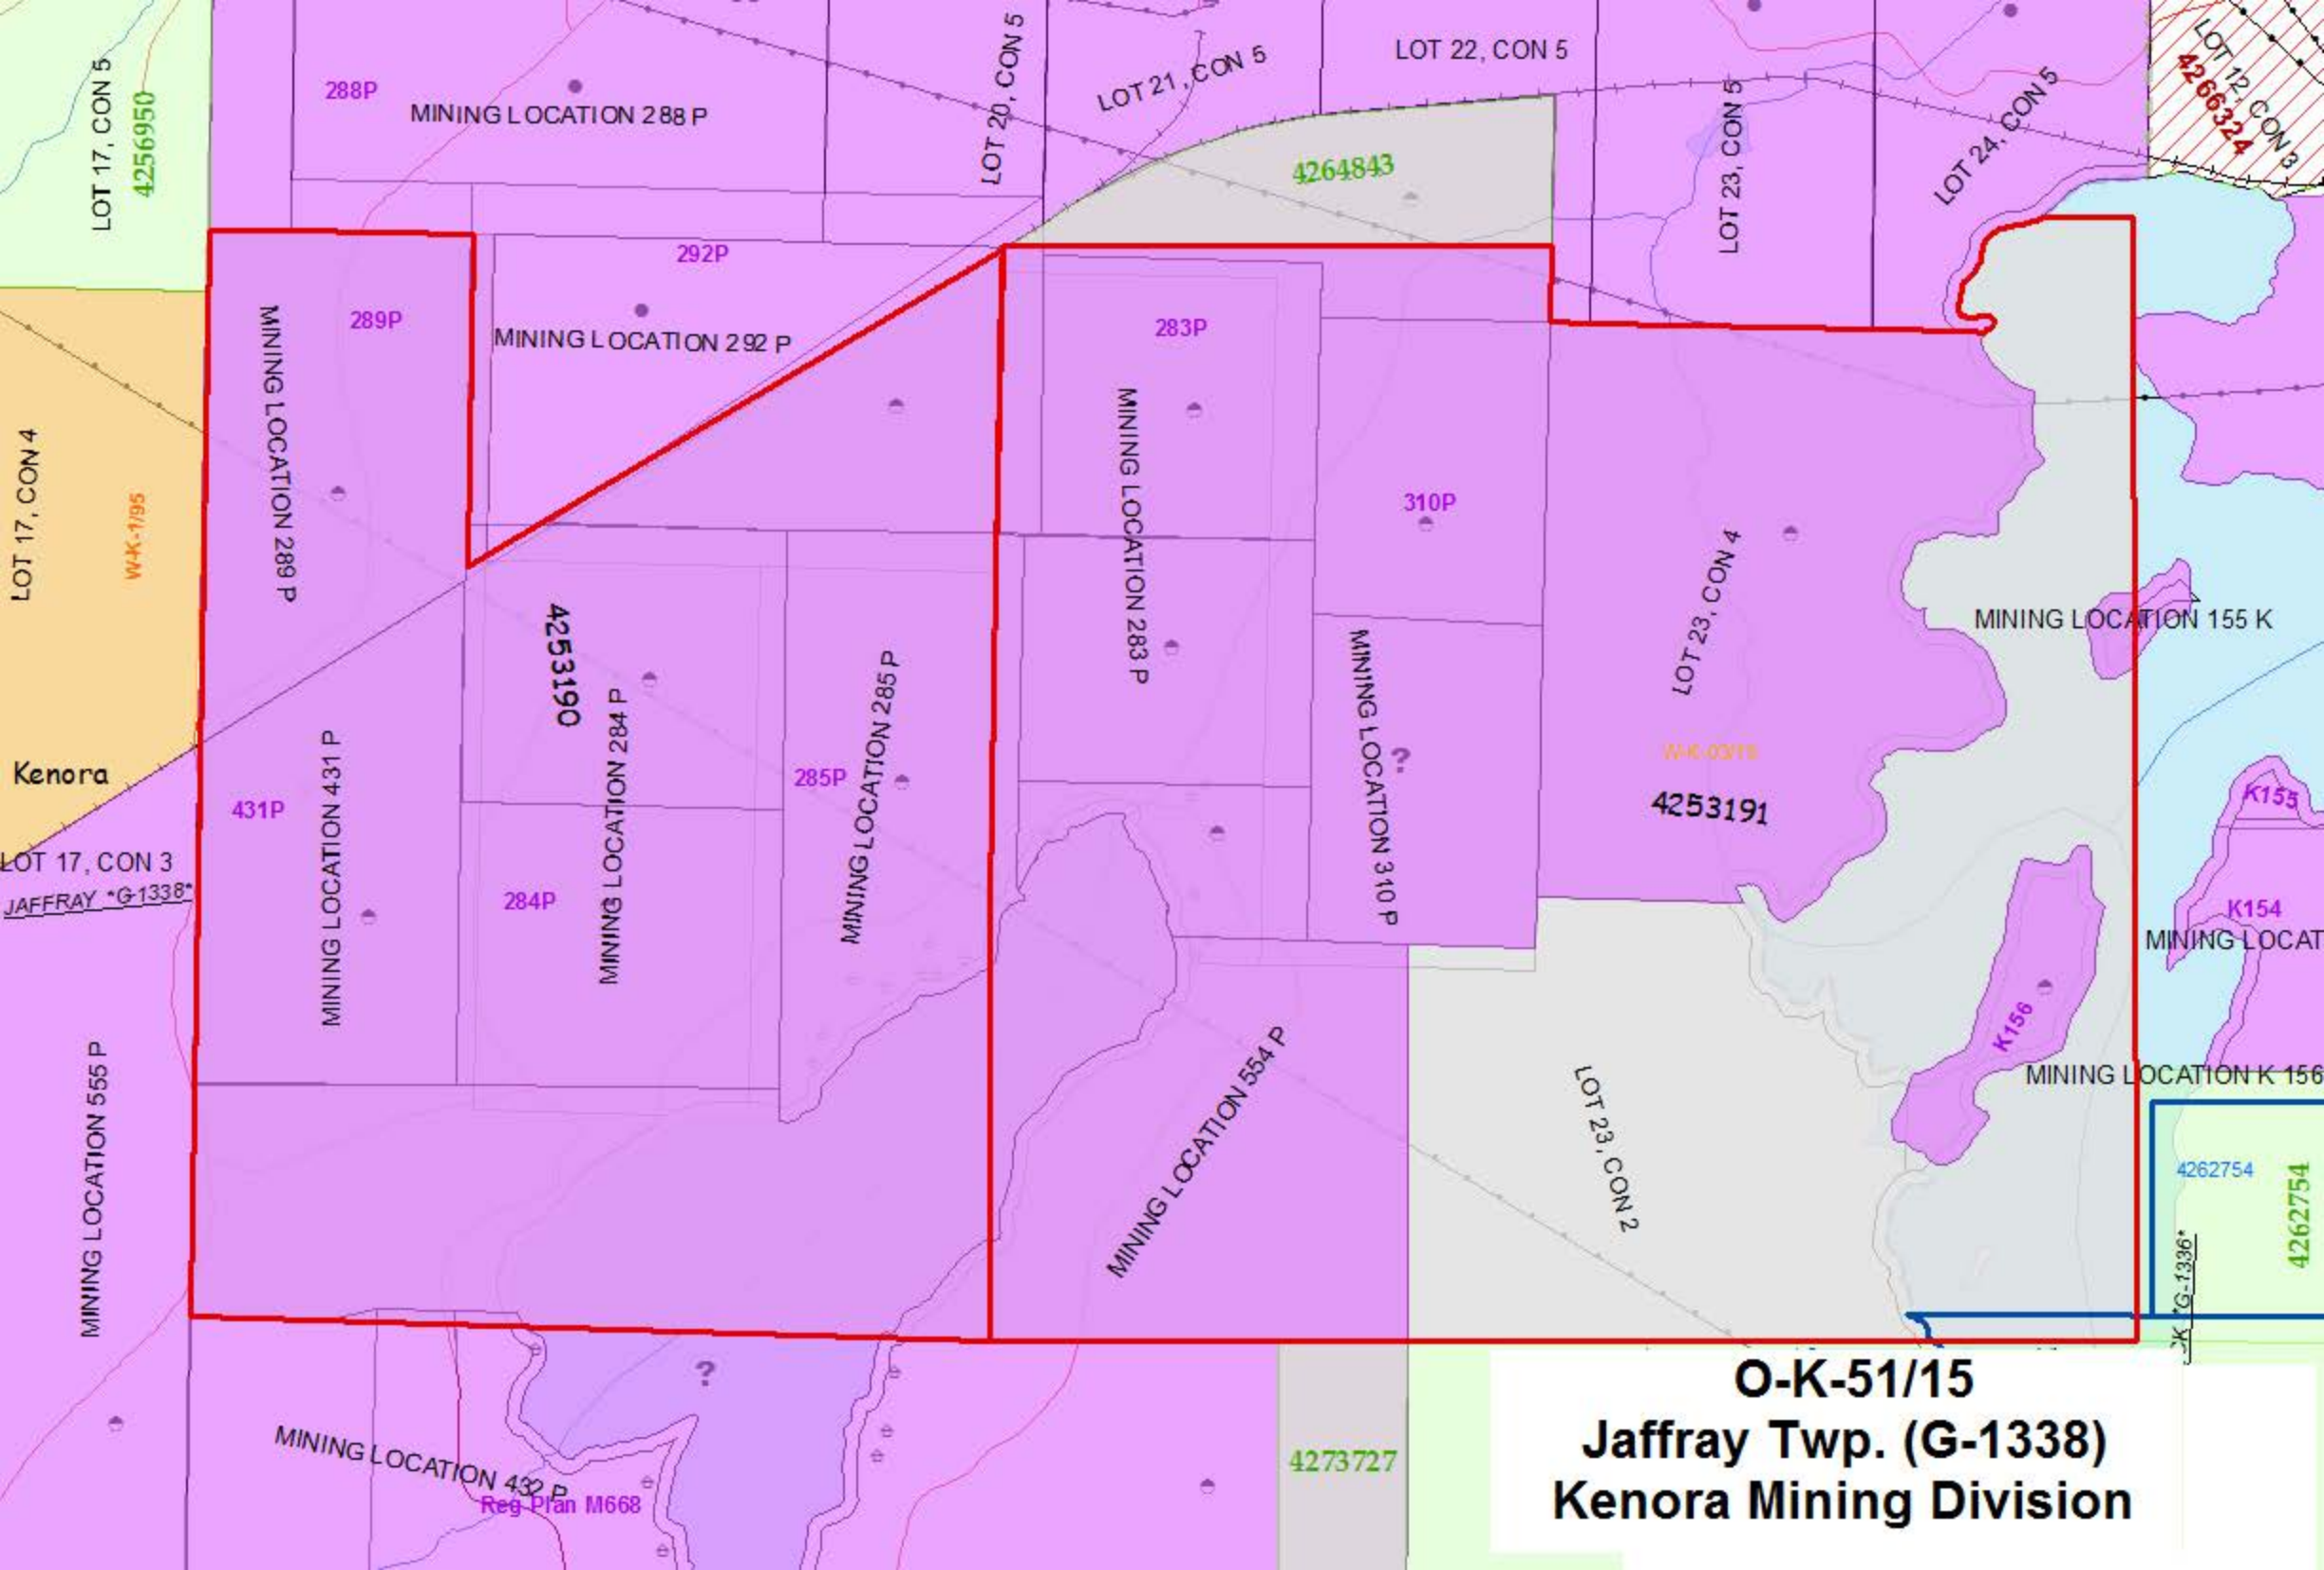 LOT 17, CON 5
4256950
288P
MINING LOCATION 288 P
LOT 20, CON 5
LOT 21, CON 5
LOT 22, CON 5
4264843
LOT 23, CON 5
LOT 24, CON 5
LOT 12, CON 3
4266324
292P
MINING LOCATION 292 P
289P
MINING LOCATION 289 P
283P
MINING LOCATION 283 P
310P
MINING LOCATION 310 P
?
LOT 23, CON 4
W-K-03/15
4253191
MINING LOCATION 155 K
LOT 17, CON 4
W-K-1/95
Kenora
LOT 17, CON 3
JAFFRAY *G-1338*
431P
MINING LOCATION 431 P
4253190
MINING LOCATION 284 P
284P
285P
MINING LOCATION 285 P
K155
K154
MINING LOCAT
K156
MINING LOCATION K 156
MINING LOCATION 555 P
MINING LOCATION 554 P
LOT 23, CON 2
4262754
4262754
*G-1336*
?
MINING LOCATION 432 P
Reg Plan M668
4273727
O-K-51/15
Jaffray Twp. (G-1338)
Kenora Mining Division